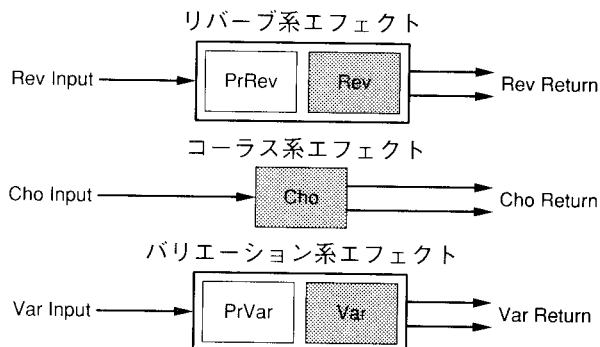 リバーブ系エフェクト
Rev Input PrRev Rev Rev Return
コーラス系エフェクト
Cho Input Cho Cho Return
バリエーション系エフェクト
Var Input PrVar Var Var Return